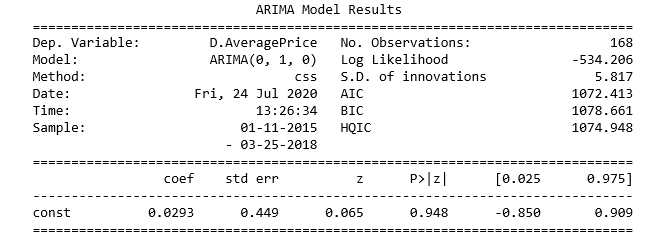 ARIMA Model Results
==============================================================================
Dep. Variable: D.AveragePrice No. Observations: 168
Model: ARIMA(0, 1, 0) Log Likelihood -534.206
Method: css S.D. of innovations 5.817
Date: Fri, 24 Jul 2020 AIC 1072.413
Time: 13:26:34 BIC 1078.661
Sample: 01-11-2015 HQIC 1074.948
- 03-25-2018
==============================================================================
coef std err z P>|z| [0.025 0.975]
------------------------------------------------------------------------------
const 0.0293 0.449 0.065 0.948 -0.850 0.909
==============================================================================